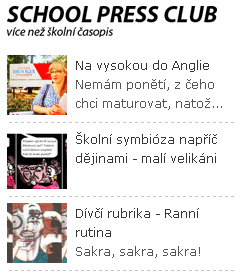 SCHOOL PRESS CLUB
více než školní časopis
Na vysokou do Anglie
Nemám ponětí, z čeho
chci maturovat, natož...
Školní symbióza napříč
dějinami - malí velikáni
Dívčí rubrika - Ranní
rutina
Sakra, sakra, sakra!